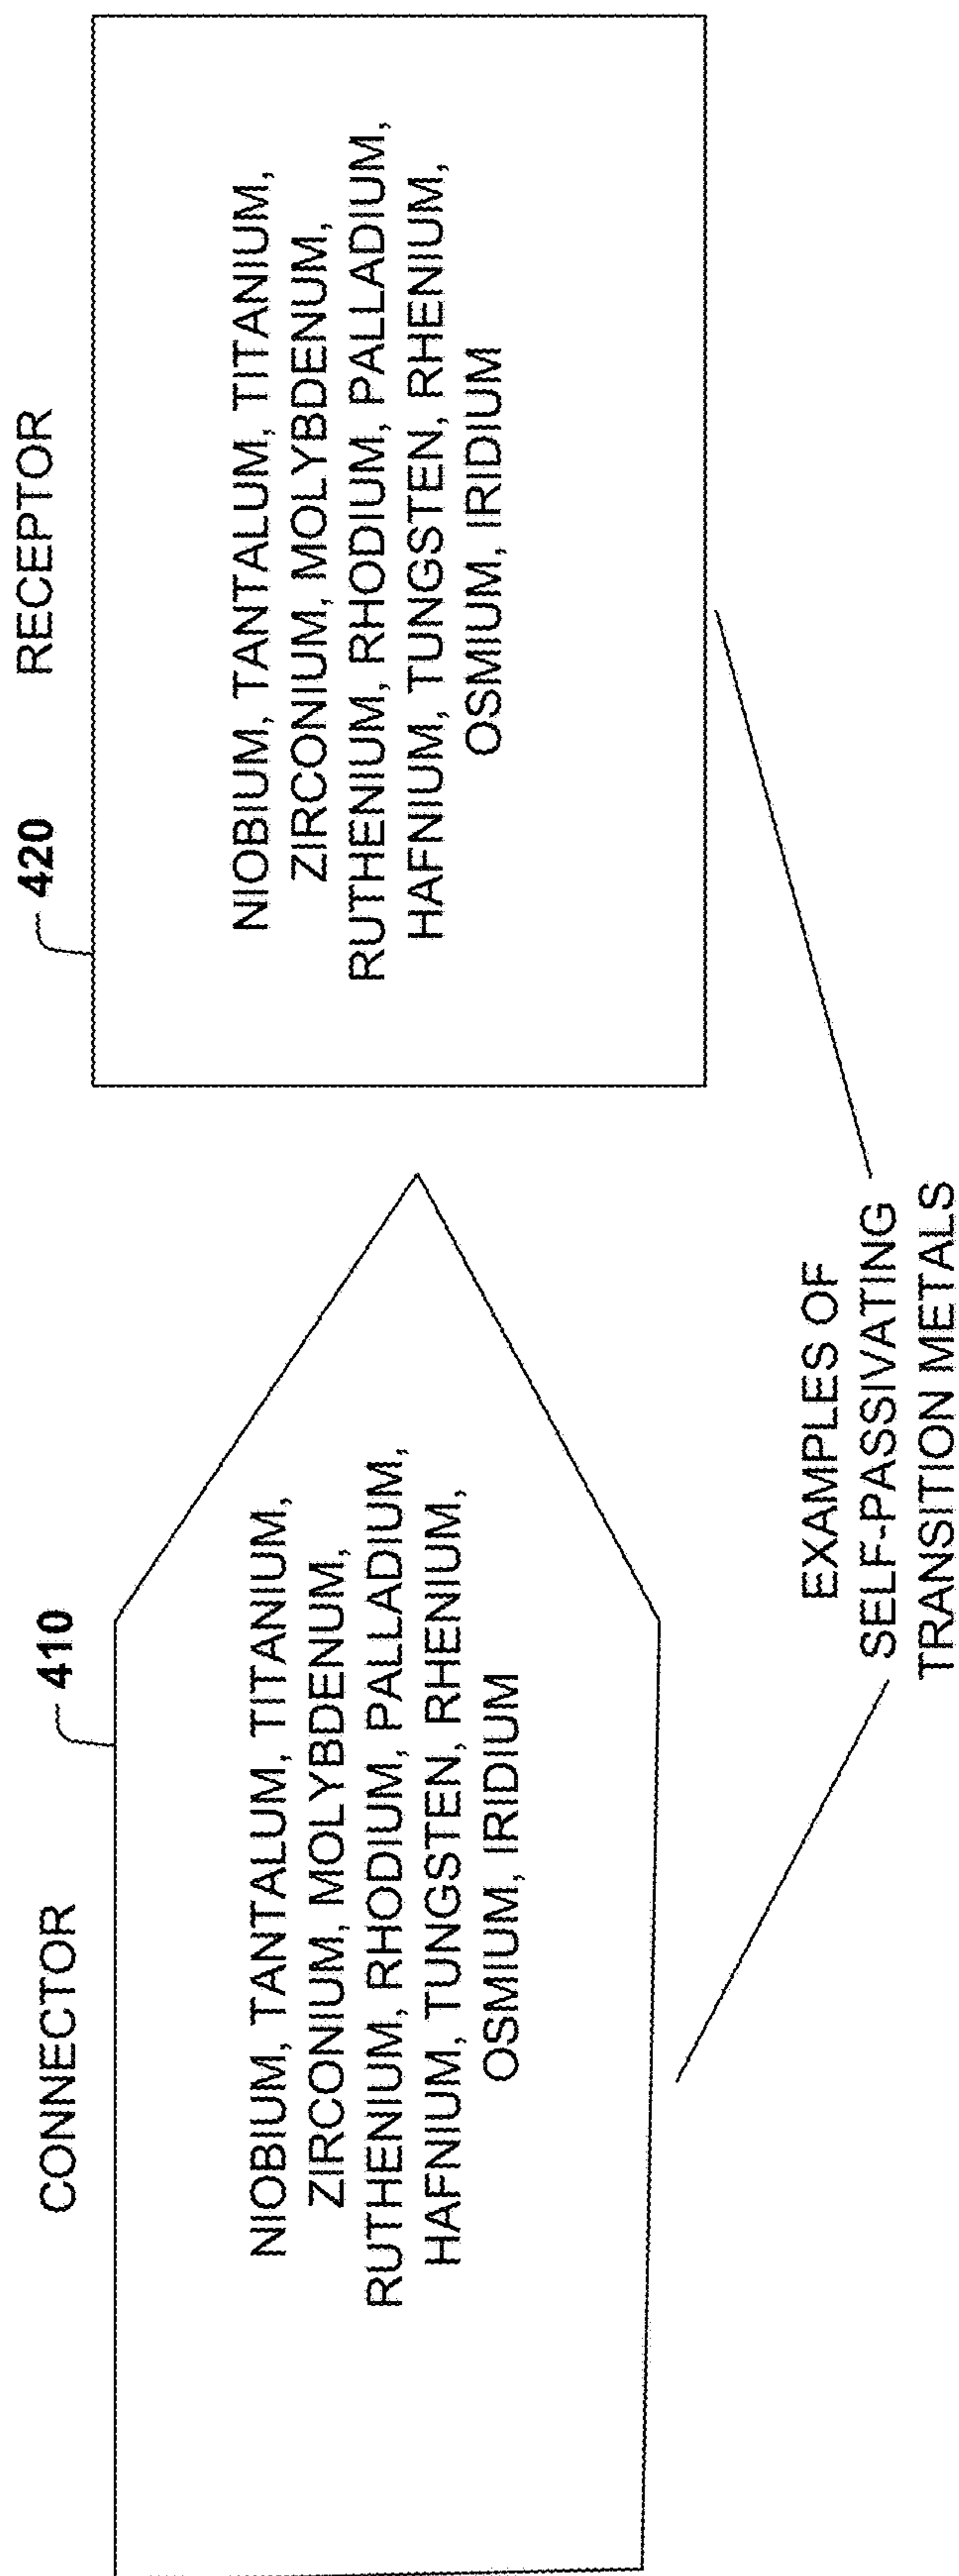 CONNECTOR
410
NIOBIUM, TANTALUM, TITANIUM,
ZIRCONIUM, MOLYBDENUM,
RUTHENIUM, RHODIUM, PALLADIUM,
HAFNIUM, TUNGSTEN, RHENIUM,
OSMIUM, IRIDIUM
420
RECEPTOR
NIOBIUM, TANTALUM, TITANIUM,
ZIRCONIUM, MOLYBDENUM,
RUTHENIUM, RHODIUM, PALLADIUM,
HAFNIUM, TUNGSTEN, RHENIUM,
OSMIUM, IRIDIUM
EXAMPLES OF
SELF-PASSIVATING
TRANSITION METALS